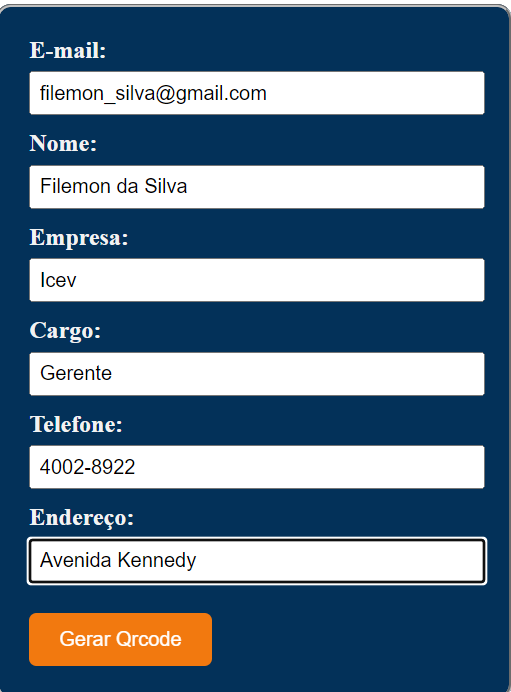 E-mail:
filemon_silva@gmail.com
Nome:
Filemon da Silva
Empresa:
Icev
Cargo:
Gerente
Telefone:
4002-8922
Endereço:
Avenida Kennedy
Gerar Qrcode